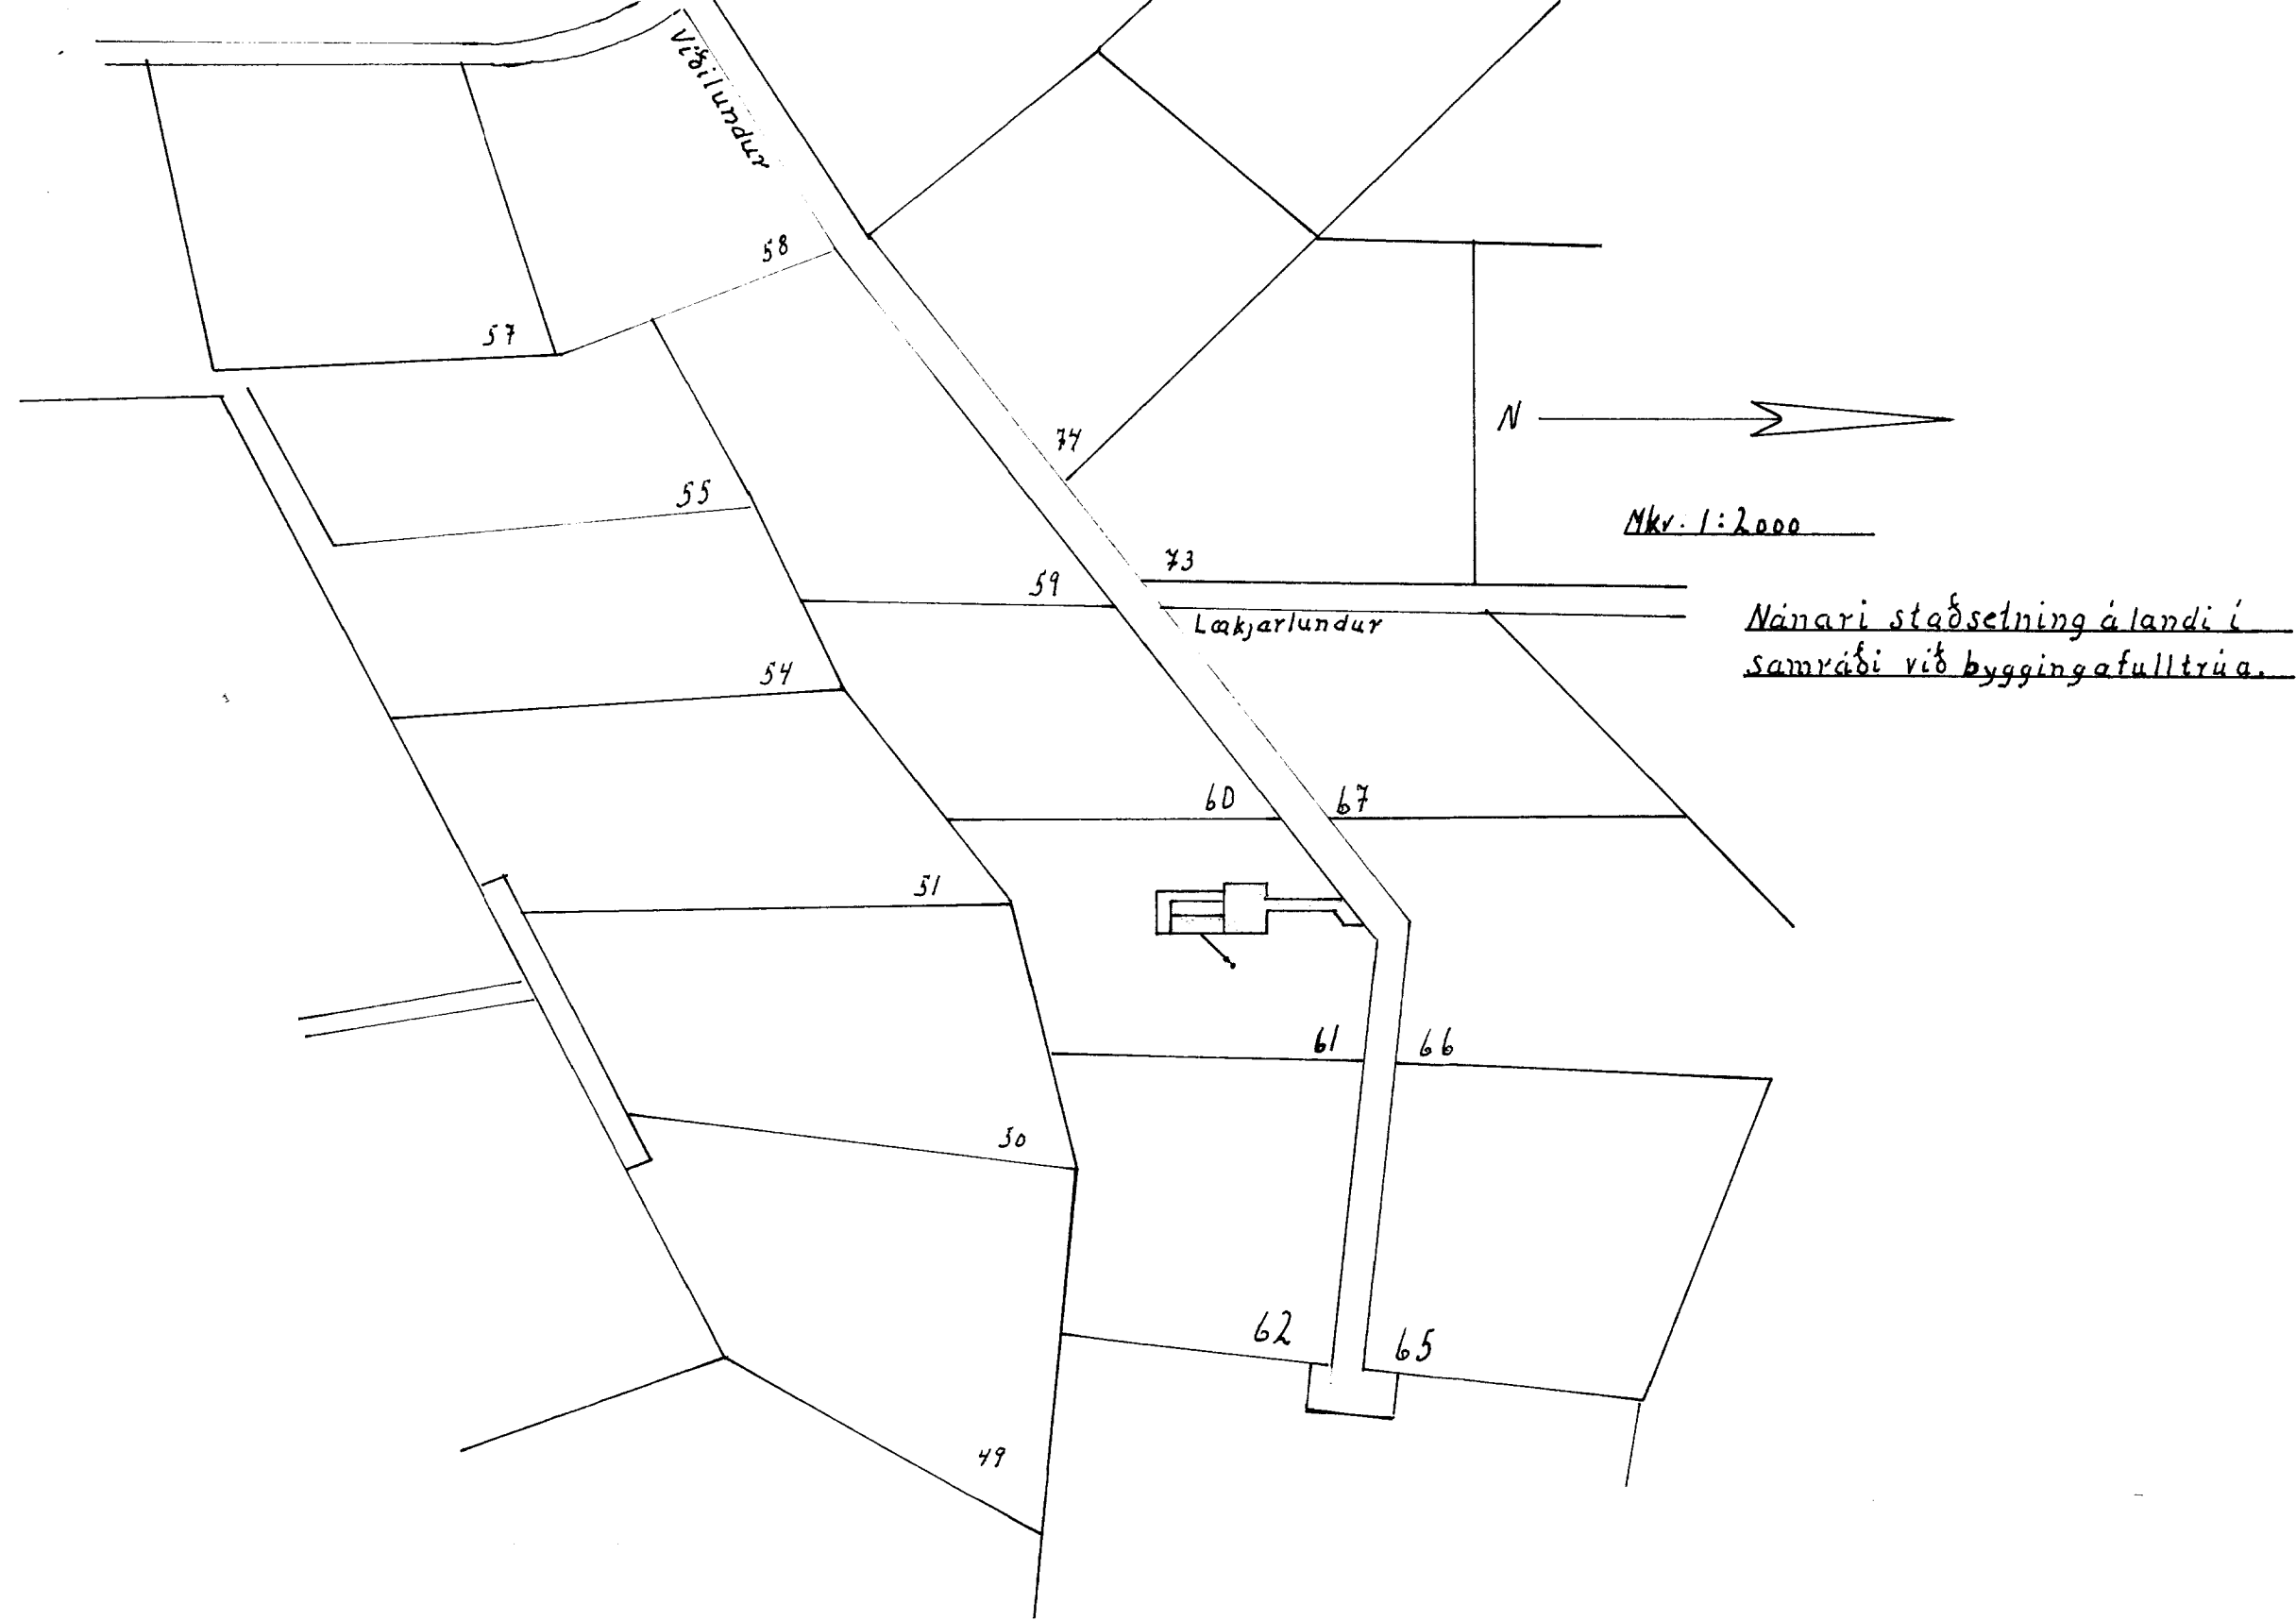 Víðilundur
58
57
74
N
55
Mkv. 1:2000
73
59
Nánari staðsetning á landi í
Lækjarlundur
samráði við byggingafulltrúa.
54
60
67
51
61
66
50
62
65
49